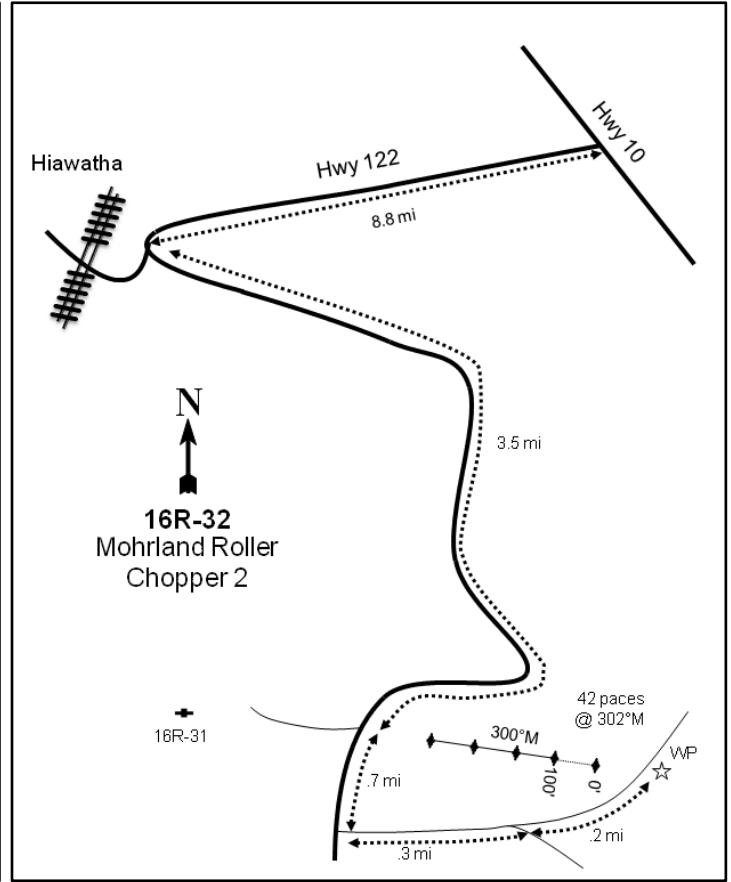 Hwy 10
Hiawatha
Hwy 122
8.8 mi
N
3.5 mi
16R-32
Mohrland Roller
Chopper 2
16R-31
42 paces
@ 302°M
300°M
WP
0'
100'
.7 mi
.3 mi
.2 mi